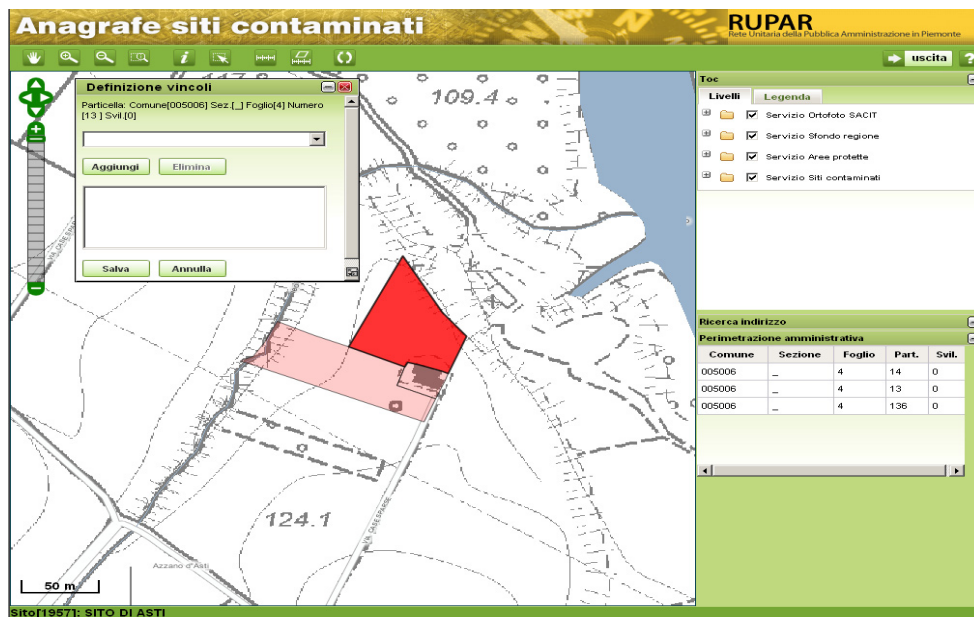 Anagrafe siti contaminati
RUPAR
Rete Unitaria della Pubblica Amministrazione in Piemonte
uscita
?
Definizione vincoli
Particella: Comune[005006] Sez.[_] Foglio[4] Numero
[13 ] Svil.[0]
Aggiungi Elimina
Salva Annulla
109.4
124.1
VIA CASE SPARSE
Azzano d'Asti
50 m
Toc
Livelli Legenda
Servizio Ortofoto SACIT
Servizio Sfondo regione
Servizio Aree protette
Servizio Siti contaminati
Ricerca indirizzo
Perimetrazione amministrativa
Comune Sezione Foglio Part. Svil.
005006 _ 4 14 0
005006 _ 4 13 0
005006 _ 4 136 0
Sito[1957]: SITO DI ASTI